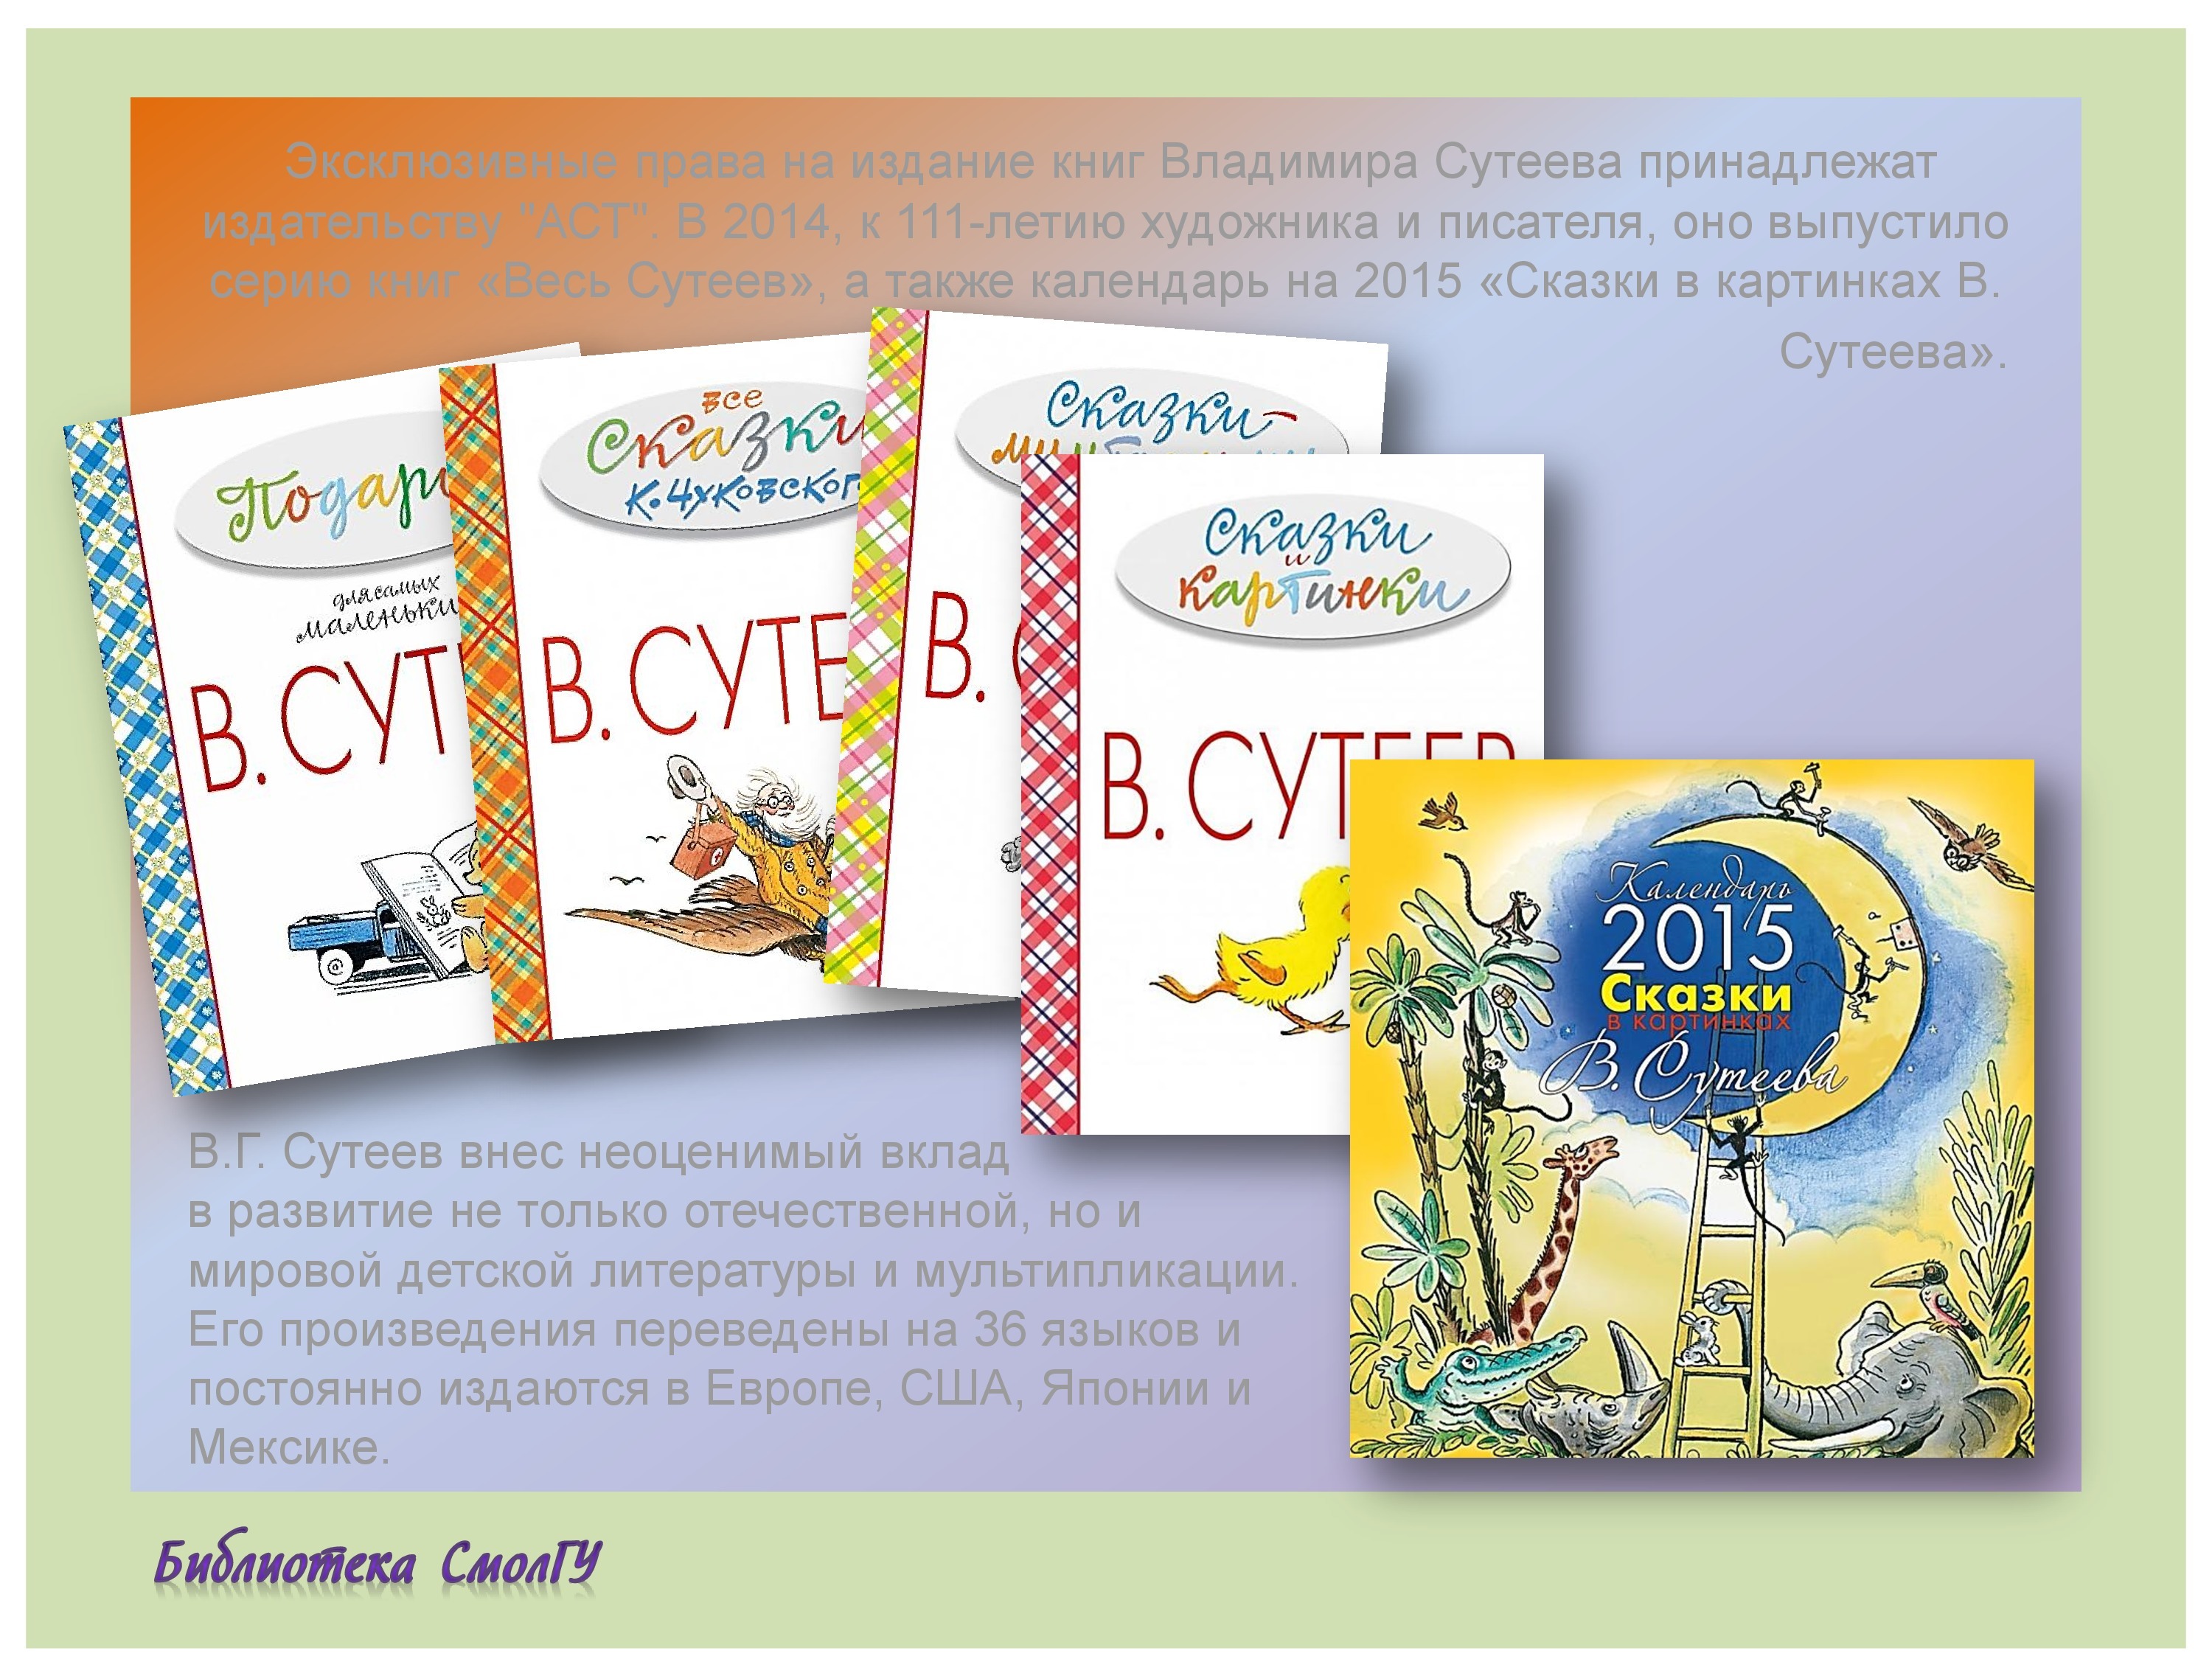 Эксклюзивные права на издание книг Владимира Сутеева принадлежат
издательству "АСТ". В 2014, к 111-летию художника и писателя, оно выпустило
серию книг «Весь Сутеев», а также календарь на 2015 «Сказки в картинках В.
Сутеева».
для самых
В. СУТ
Все
Сказки
К. Чуковского
В. СУТЕ
Сказки-
В.
Сказки
и
картинки
В. СУТЕЕВ
Календарь
2015
Сказки
в картинках
В. Сутеева
В.Г. Сутеев внес неоценимый вклад
в развитие не только отечественной, но и
мировой детской литературы и мультипликации.
Его произведения переведены на 36 языков и
постоянно издаются в Европе, США, Японии и
Мексике.
Библиотека СмолГУ